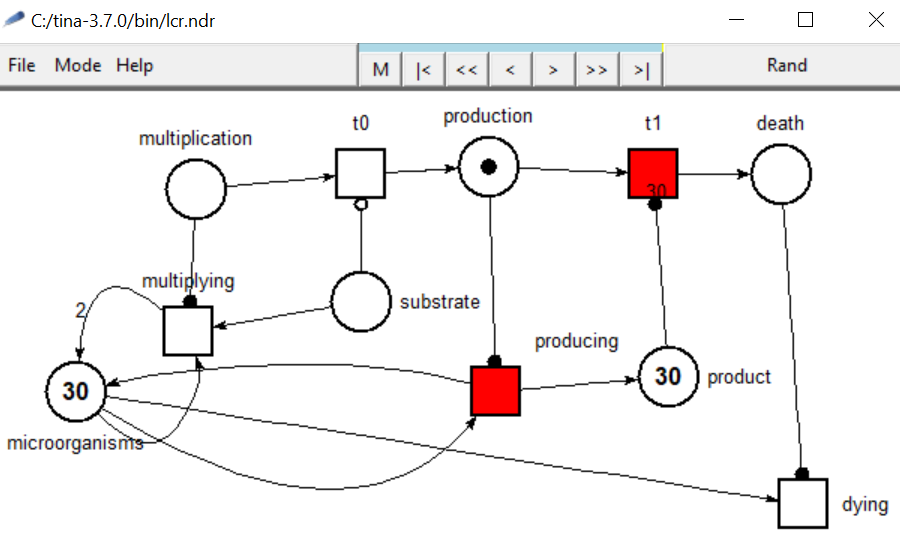 C:/tina-3.7.0/bin/lcr.ndr
File Mode Help
M |< << < > >> >|
Rand
production
t0
t1
death
multiplication
30
multiplying
substrate
2
producing
30
30
product
microorganisms
dying